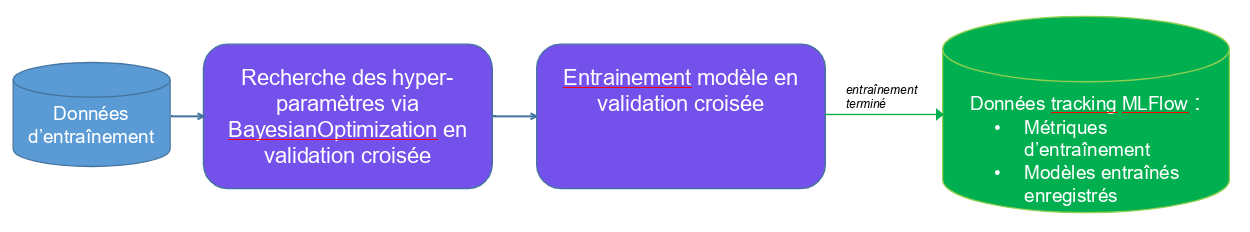 Données
d'entraînement
Recherche des hyper-
paramètres via
BayesianOptimization en
validation croisée
Entrainement modèle en
validation croisée
entraînement
terminé
Données tracking MLFlow :
• Métriques
d'entraînement
• Modèles entraînés
enregistrés